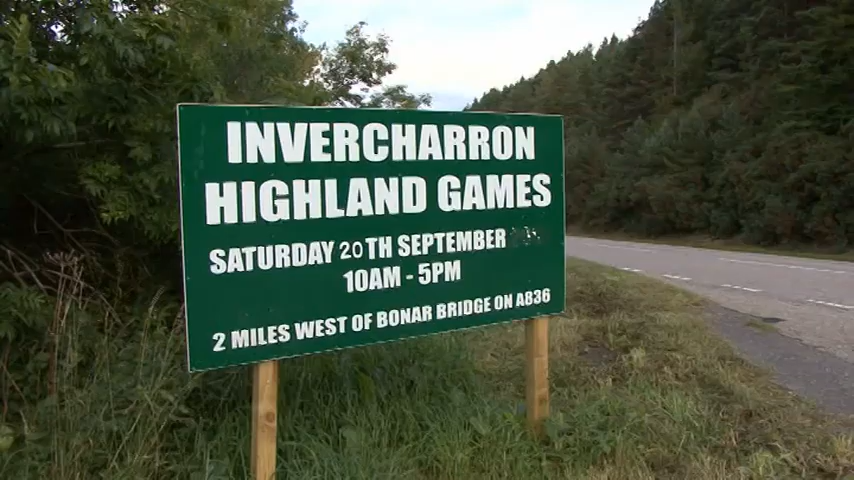 INVERCHARRON
HIGHLAND GAMES
SATURDAY 20TH SEPTEMBER
10AM - 5PM
2 MILES WEST OF BONAR BRIDGE ON A836